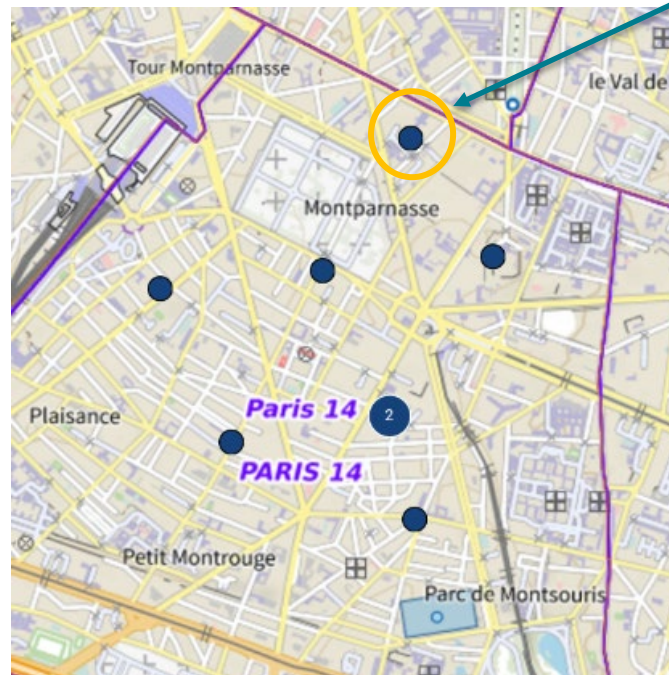 Tour Montparnasse
le Val de
Montparnasse
Plaisance
Paris 14
2
PARIS 14
Petit Montrouge
Parc de Montsouris